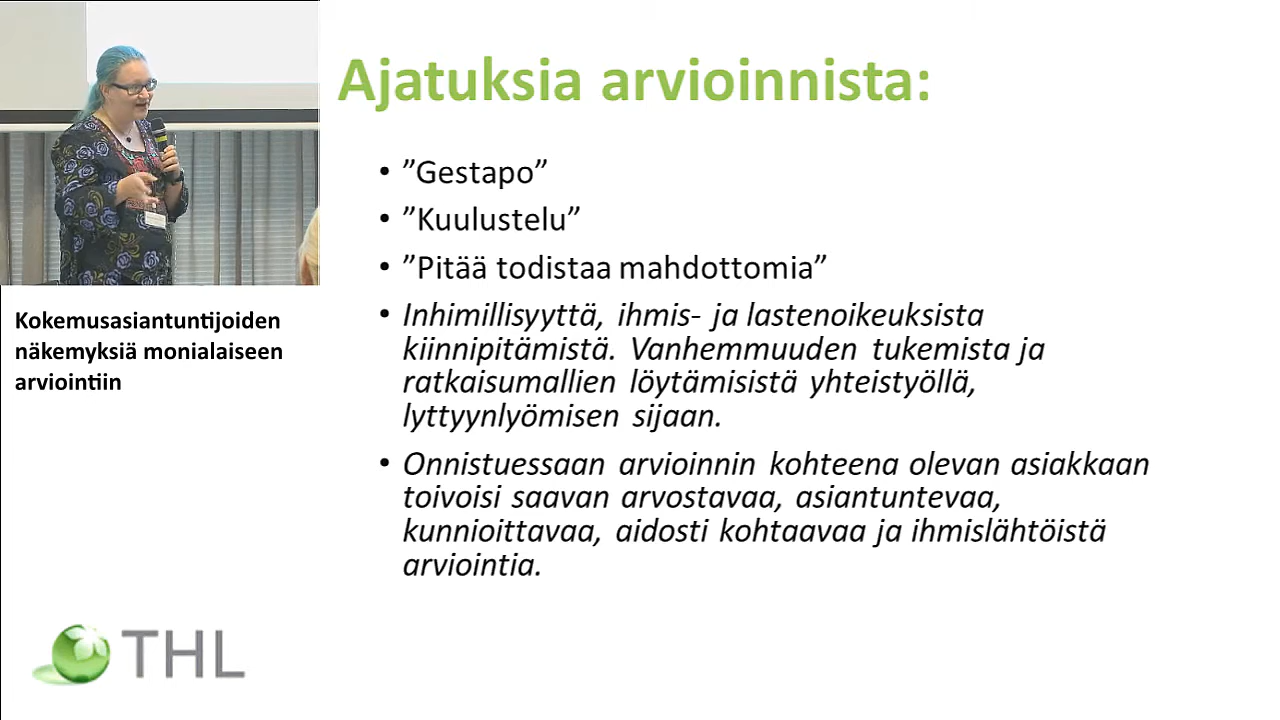 Ajatuksia arvioinnista:
• ”Gestapo”
• ”Kuulustelu”
• ”Pitää todistaa mahdottomia”
• Inhimillisyyttä, ihmis- ja lastenoikeuksista
kiinnipitämistä. Vanhemmuuden tukemista ja
ratkaisumallien löytämisistä yhteistyöllä,
lyttyynlyömisen sijaan.
• Onnistuessaan arvioinnin kohteena olevan asiakkaan
toivoisi saavan arvostavaa, asiantuntevaa,
kunnioittavaa, aidosti kohtaavaa ja ihmislähtöistä
arviointia.
Kokemusasiantuntijoiden
näkemyksiä monialaiseen
arviointiin
THL